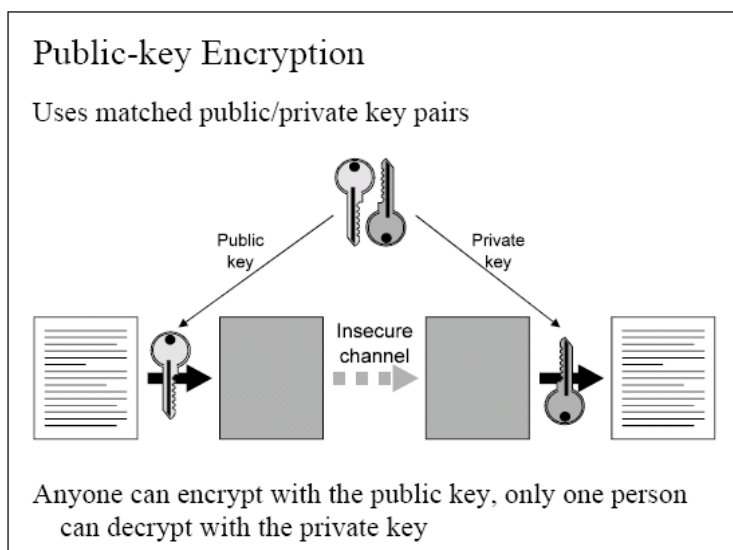 Public-key Encryption
Uses matched public/private key pairs
Public
key
Private
key
Insecure
channel
Anyone can encrypt with the public key, only one person
can decrypt with the private key